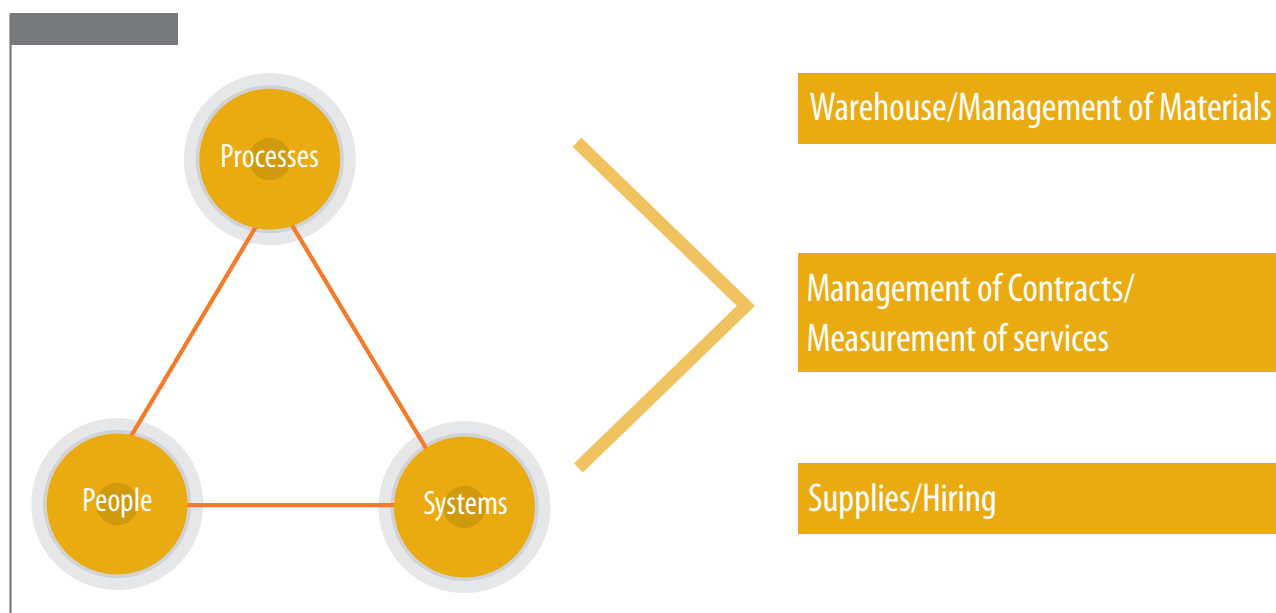 Processes
People
Systems
Warehouse/Management of Materials
Management of Contracts/
Measurement of services
Supplies/Hiring